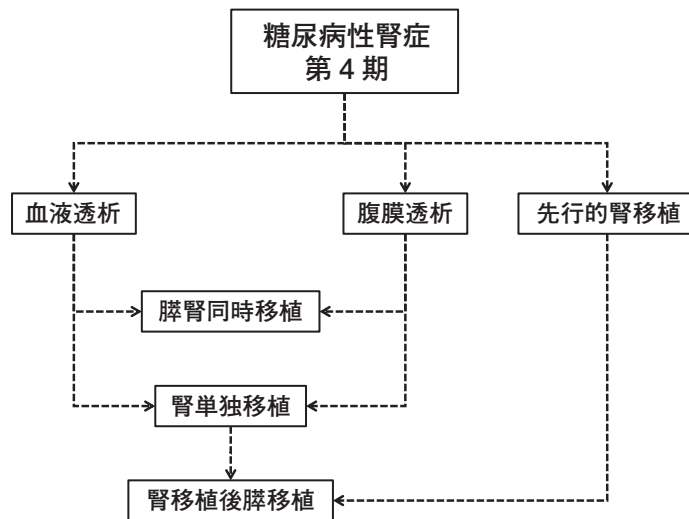 糖尿病性腎症
第 4 期
血液透析
腹膜透析
先行的腎移植
膵腎同時移植
腎単独移植
腎移植後膵移植